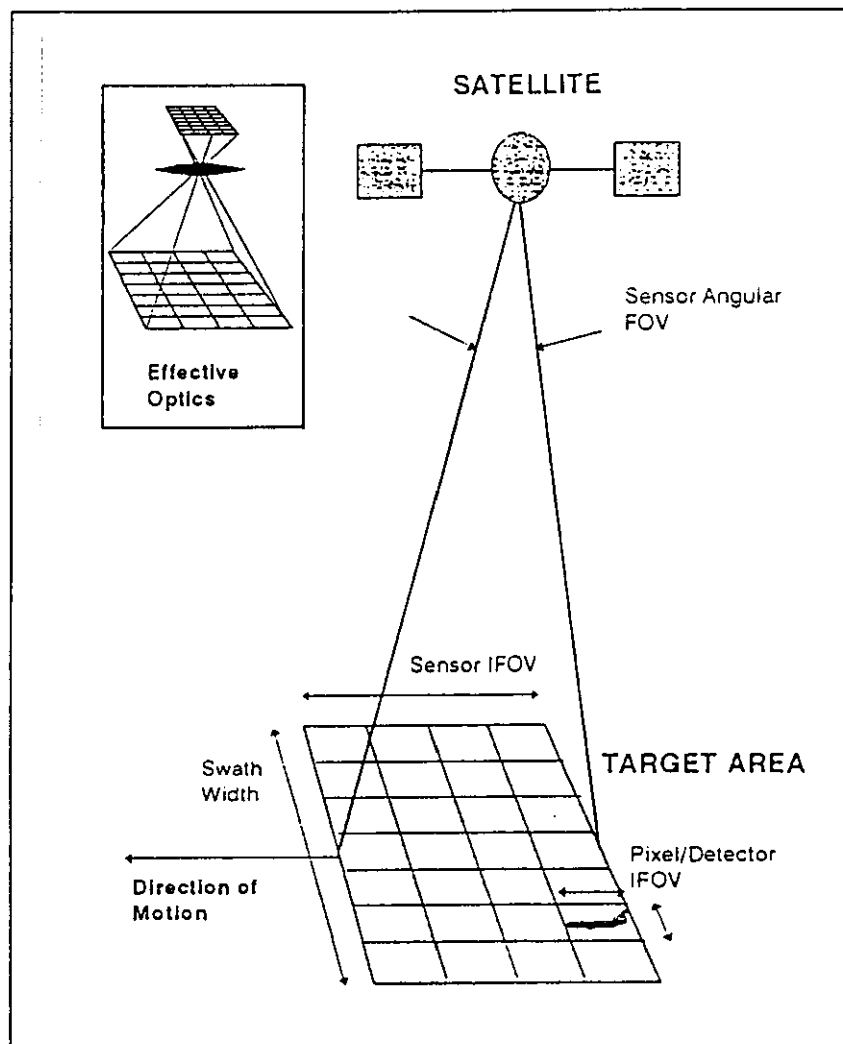 SATELLITE
Sensor Angular
FOV
Effective
Optics
Sensor IFOV
Swath
Width
TARGET AREA
Pixel/Detector
IFOV
Direction of
Motion